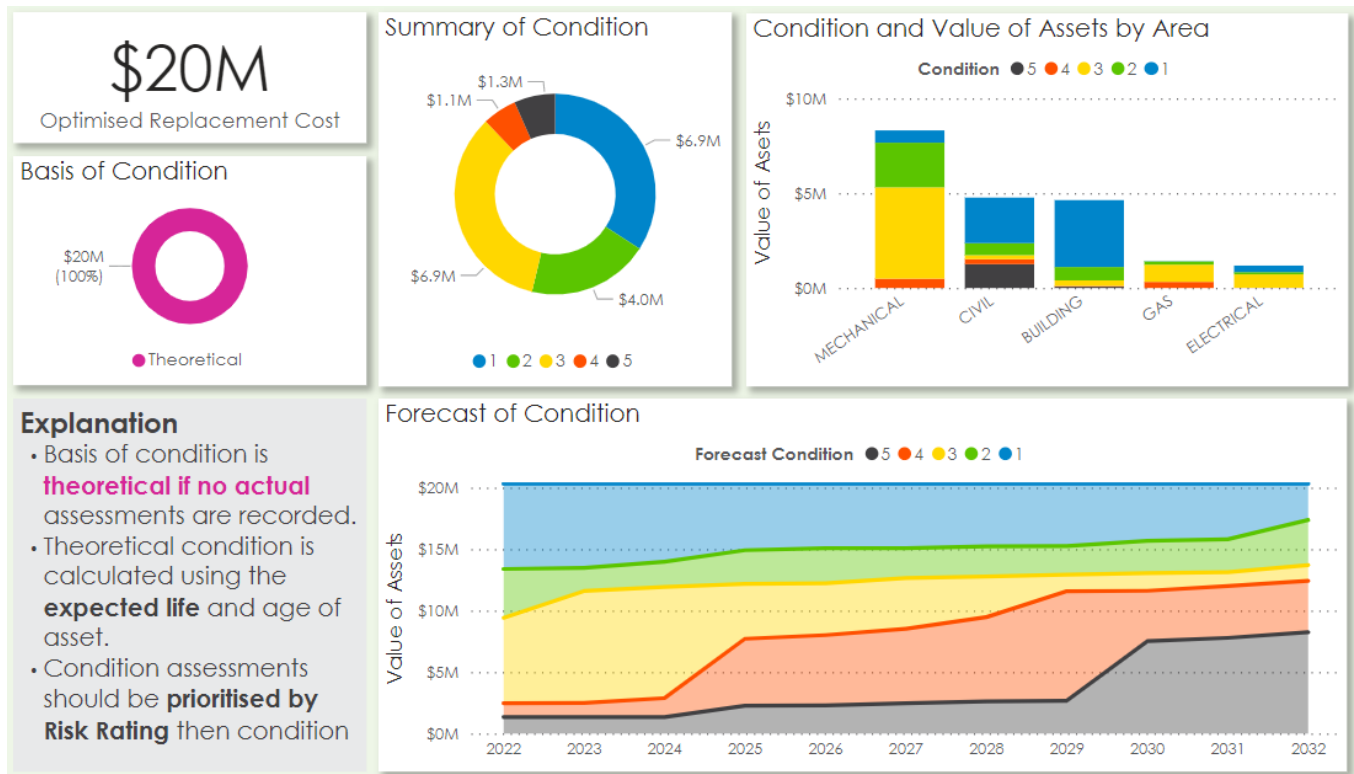 $20M
Optimised Replacement Cost
Basis of Condition
$20M
(100%)
Theoretical
Explanation
• Basis of condition is
theoretical if no actual
assessments are recorded.
• Theoretical condition is
calculated using the
expected life and age of
asset.
• Condition assessments
should be prioritised by
Risk Rating then condition
Summary of Condition
$1.3M
$1.1M
$6.9M
$6.9M
$4.0M
1 2 3 4 5
Condition and Value of Assets by Area
Condition 5 4 3 2 1
Value of Asets
$10M
$5M
$0M
MECHANICAL
CIVIL
BUILDING
GAS
ELECTRICAL
Forecast of Condition
Forecast Condition 5 4 3 2 1
Value of Assets
$20M
$15M
$10M
$5M
$0M
2022 2023 2024 2025 2026 2027 2028 2029 2030 2031 2032